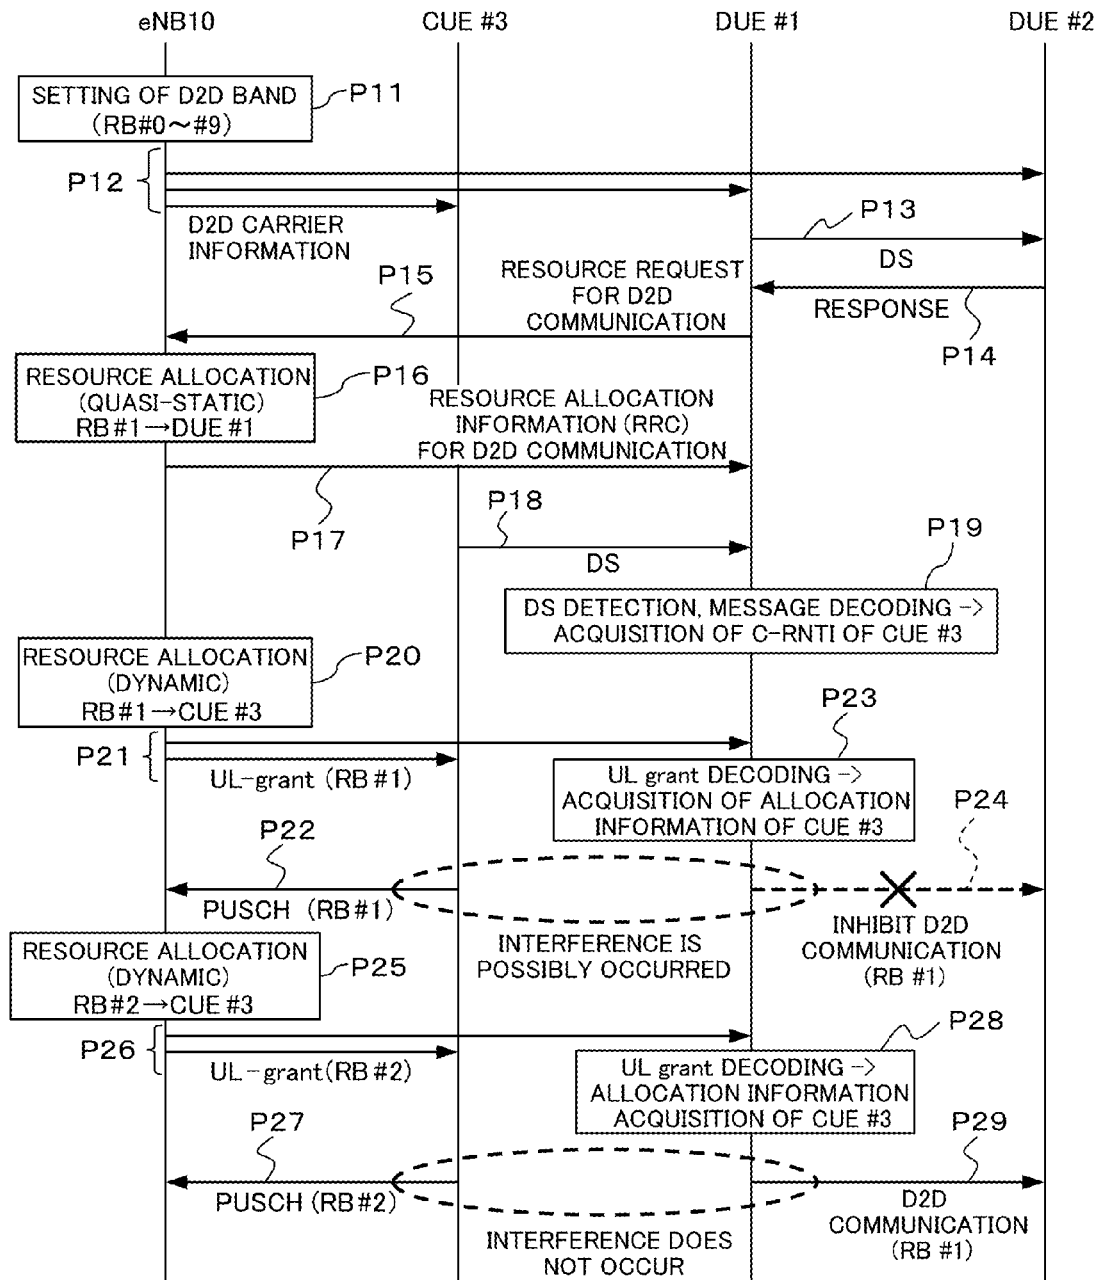 eNB10
CUE #3
DUE #1
DUE #2
SETTING OF D2D BAND
(RB#0～#9)
P11
P12
D2D CARRIER
INFORMATION
P13
DS
RESOURCE REQUEST
FOR D2D
COMMUNICATION
P15
RESPONSE
P14
RESOURCE ALLOCATION
(QUASI-STATIC)
RB#1→DUE #1
P16
RESOURCE ALLOCATION
INFORMATION (RRC)
FOR D2D COMMUNICATION
P17
P18
DS
P19
DS DETECTION, MESSAGE DECODING ->
ACQUISITION OF C-RNTI OF CUE #3
RESOURCE ALLOCATION
(DYNAMIC)
RB#1→CUE #3
P20
P21
UL-grant (RB #1)
P23
UL grant DECODING ->
ACQUISITION OF ALLOCATION
INFORMATION OF CUE #3
P22
PUSCH (RB#1)
P24
INTERFERENCE IS
POSSIBLY OCCURRED
INHIBIT D2D
COMMUNICATION
(RB #1)
RESOURCE ALLOCATION
(DYNAMIC)
RB#2→CUE #3
P25
P26
UL-grant(RB #2)
P28
UL grant DECODING ->
ALLOCATION INFORMATION
ACQUISITION OF CUE #3
P27
PUSCH (RB#2)
P29
INTERFERENCE DOES
NOT OCCUR
D2D
COMMUNICATION
(RB #1)